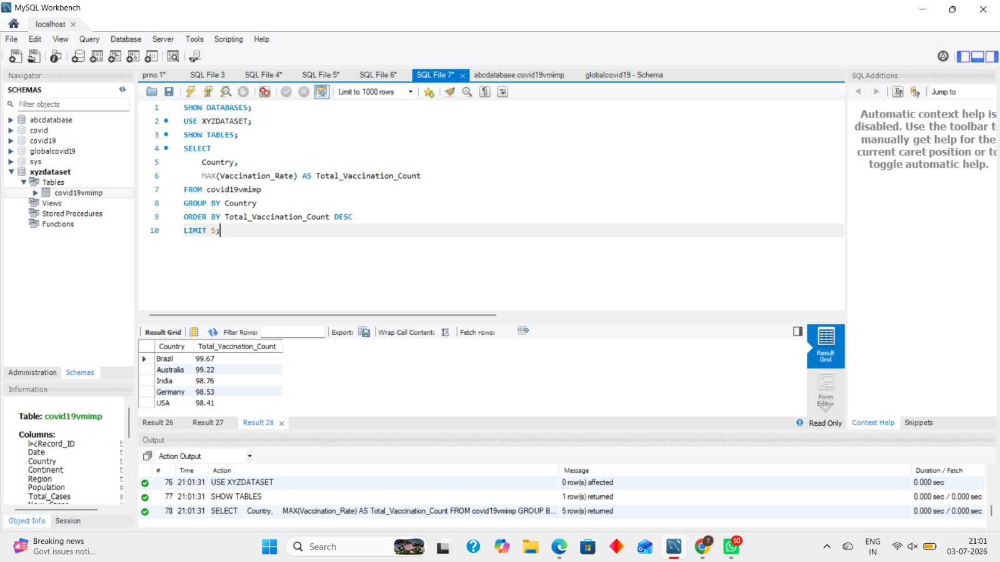 MySQL Workbench
localhost
File Edit View Query Database Server Tools Scripting Help
Navigator
SCHEMAS
Filter objects
abcdatabase
covid
covid19
globalcovid19
sys
xyzdataset
Tables
covid19vmimp
Views
Stored Procedures
Functions
Administration Schemas
Information
Table: covid19vmimp
Columns:
Record_ID
Date
Country
Continent
Region
Population
Total_Cases
Object Info Session
prno.1* SQL File 3 SQL File 4* SQL File 5* SQL File 6* SQL File 7* abcdatabase.covid19vmimp globalcovid19 - Schema
Limit to 1000 rows
1 SHOW DATABASES;
2 USE XYZDATASET;
3 SHOW TABLES;
4 SELECT
5 Country,
6 MAX(Vaccination_Rate) AS Total_Vaccination_Count
7 FROM covid19vmimp
8 GROUP BY Country
9 ORDER BY Total_Vaccination_Count DESC
10 LIMIT 5;
Result Grid Filter Rows: Export: Wrap Cell Content: Fetch rows:
Country Total_Vaccination_Count
Brazil 99.67
Australia 99.22
India 98.76
Germany 98.53
USA 98.41
Result Grid
Form Editor
Result 26 Result 27 Result 28
Read Only
SQLAdditions
Jump to
Automatic context help is
disabled. Use the toolbar t
manually get help for the
current caret position or to
toggle automatic help.
Context Help Snippets
Output
Action Output
# Time Action Message Duration / Fetch
76 21:01:31 USE XYZDATASET 0 row(s) affected 0.000 sec
77 21:01:31 SHOW TABLES 1 row(s) returned 0.000 sec / 0.000 sec
78 21:01:31 SELECT Country, MAX(Vaccination_Rate) AS Total_Vaccination_Count FROM covid19vmimp GROUP B... 5 row(s) returned 0.000 sec / 0.000 sec
Breaking news
Govt issues noti...
Search
T
10
ENG
IN
21:01
03-07-2026